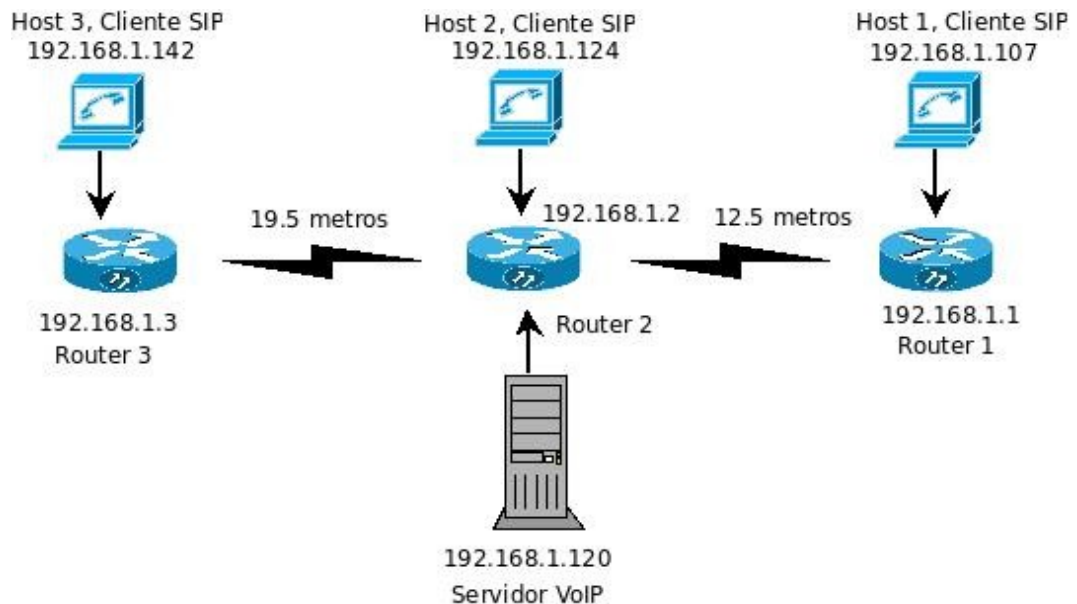 Host 3, Cliente SIP
192.168.1.142
Host 2, Cliente SIP
192.168.1.124
Host 1, Cliente SIP
192.168.1.107
19.5 metros
192.168.1.2
12.5 metros
192.168.1.3
Router 3
Router 2
192.168.1.1
Router 1
192.168.1.120
Servidor VoIP